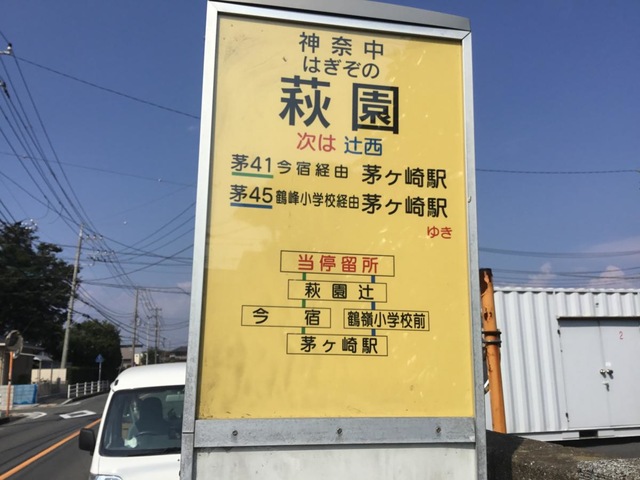 神奈中
はぎぞの
萩園
次は 辻西
茅41今宿経由 茅ヶ崎駅
茅45鶴峰小学校経由茅ヶ崎駅
ゆき
当停留所
萩園辻
今宿 鶴嶺小学校前
茅ヶ崎駅